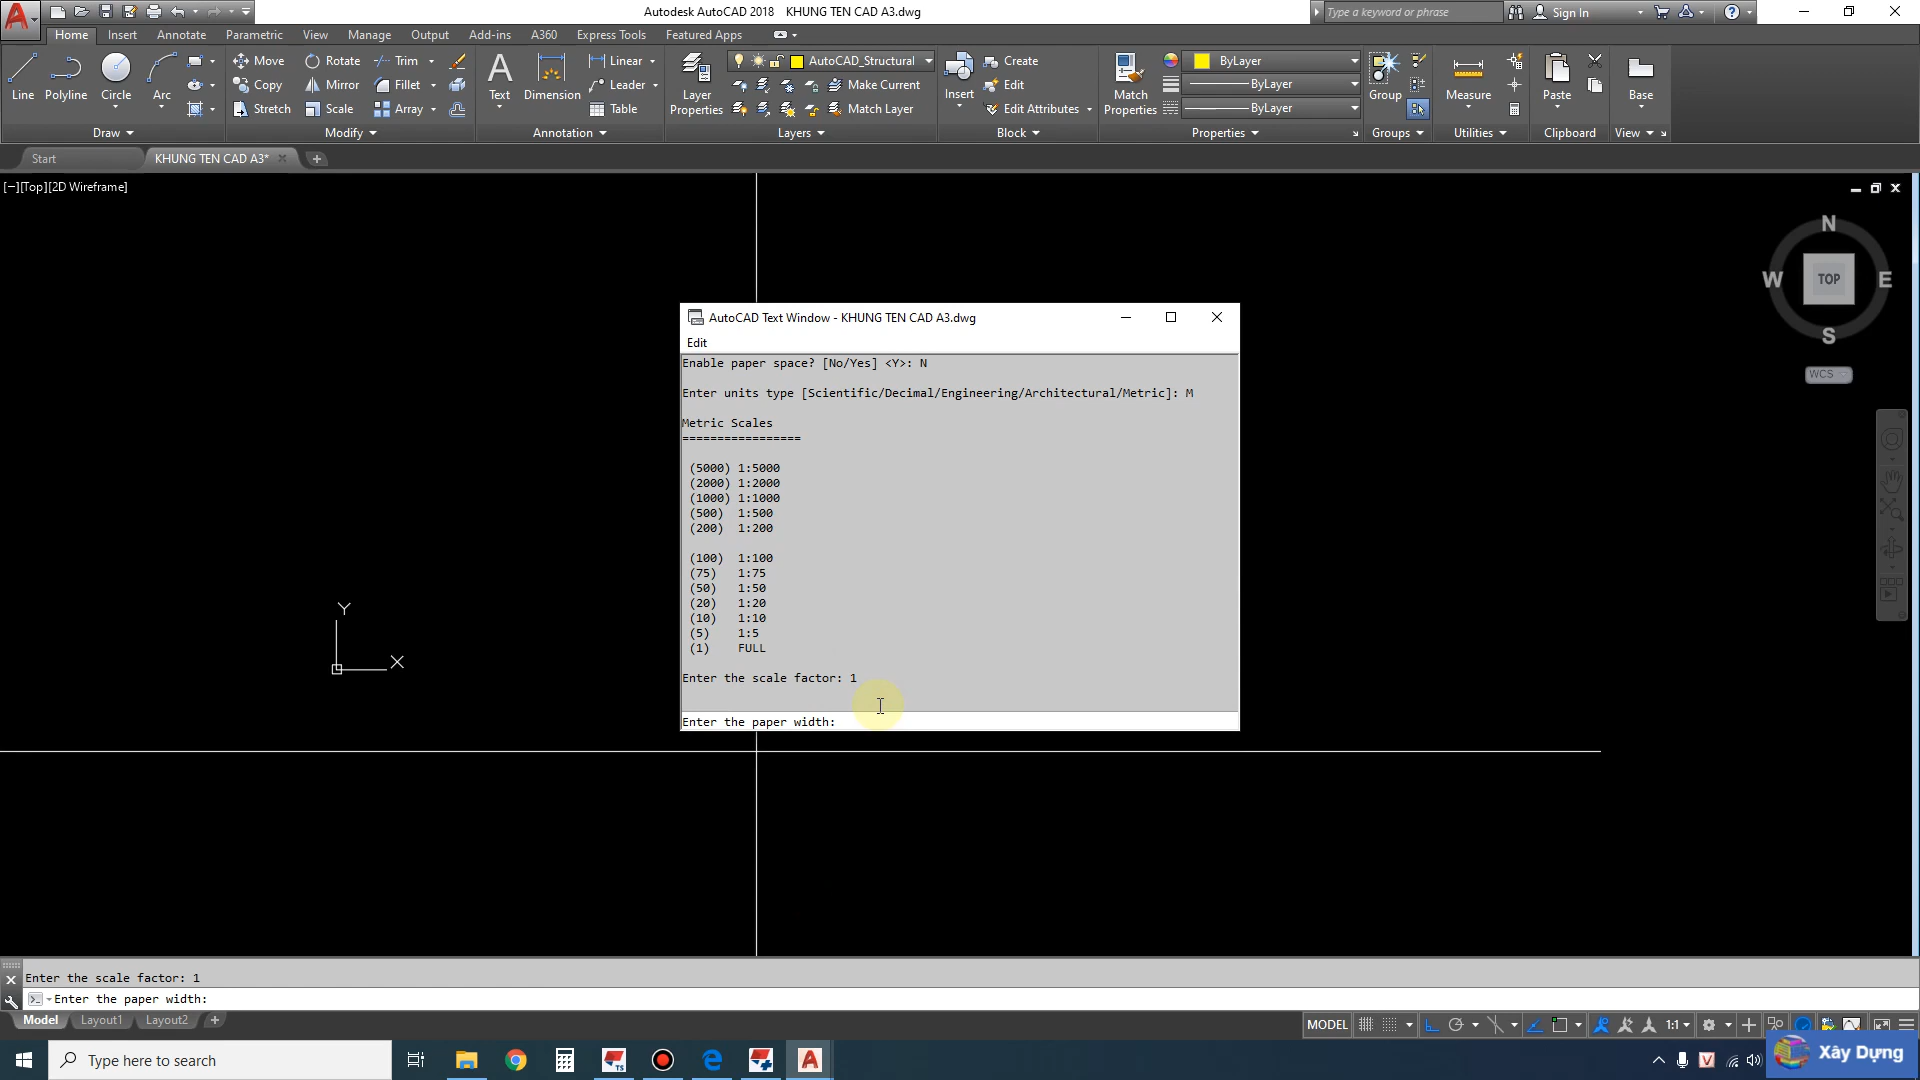 Autodesk AutoCAD 2018 KHUNG TEN CAD A3.dwg
Type a keyword or phrase
Sign In
Home Insert Annotate Parametric View Manage Output Add-ins A360 Express Tools Featured Apps
Line Polyline Circle Arc
Move Rotate Trim
Copy Mirror Fillet
Stretch Scale Array
Text Dimension
Linear
Leader
Table
Layer Properties
AutoCAD_Structural
Make Current
Match Layer
Insert
Create
Edit
Edit Attributes
Match Properties
ByLayer
ByLayer
ByLayer
Group
Measure
Paste
Base
Draw Modify Annotation Layers Block Properties Groups Utilities Clipboard View
Start KHUNG TEN CAD A3*
[−][Top][2D Wireframe]
N
W TOP E
S
WCS
AutoCAD Text Window - KHUNG TEN CAD A3.dwg
Edit
Enable paper space? [No/Yes] <Y>: N
Enter units type [Scientific/Decimal/Engineering/Architectural/Metric]: M
Metric Scales
=================
(5000) 1:5000
(2000) 1:2000
(1000) 1:1000
(500) 1:500
(200) 1:200
(100) 1:100
(75) 1:75
(50) 1:50
(20) 1:20
(10) 1:10
(5) 1:5
(1) FULL
Enter the scale factor: 1
Enter the paper width:
Y
X
Enter the scale factor: 1
Enter the paper width:
Model Layout1 Layout2
MODEL
1:1
Type here to search
Xây Dựng